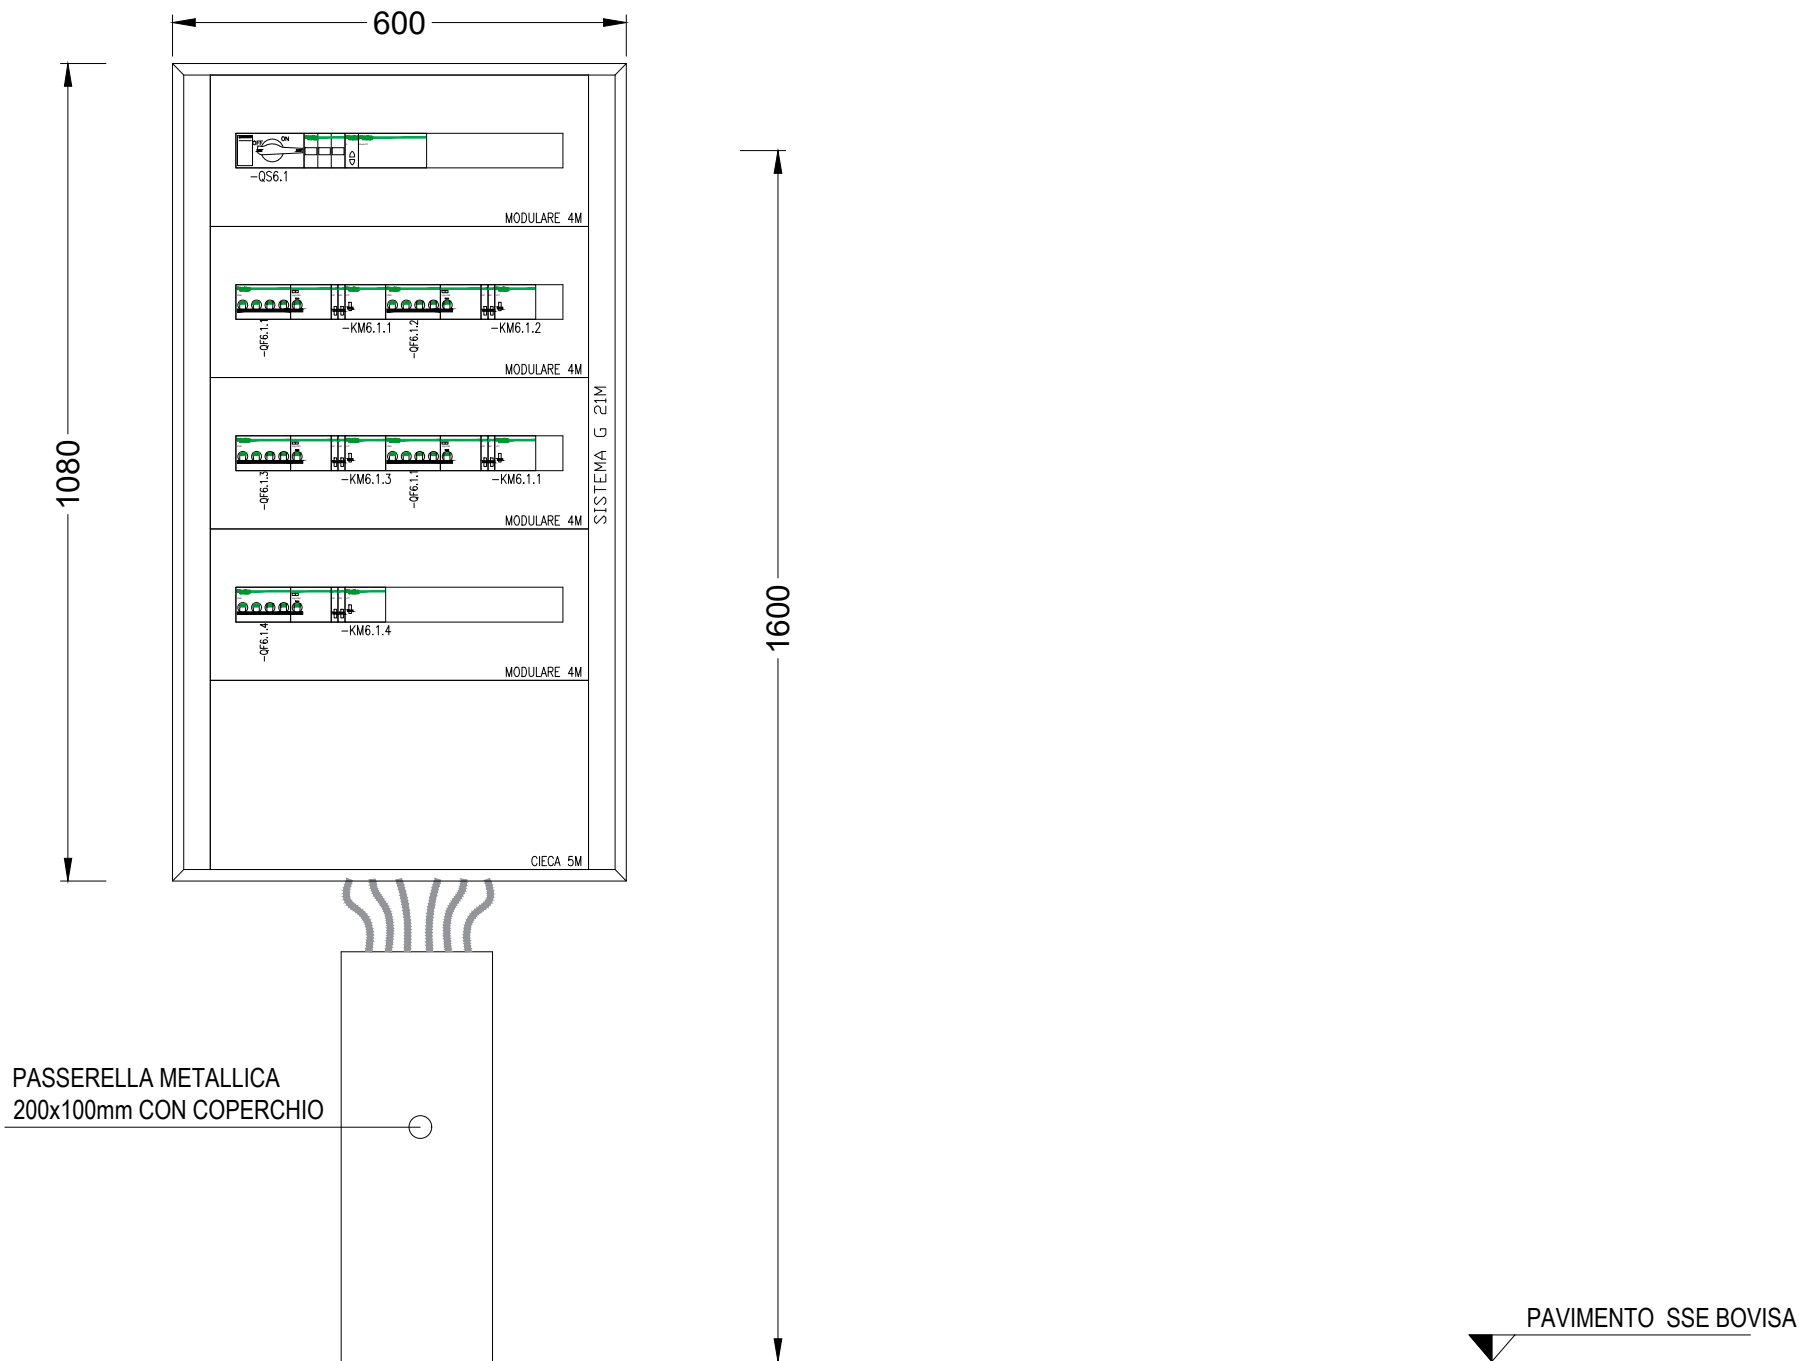 600
OFF
ON
-QS6.1
MODULARE 4M
-QF6.1.1
-KM6.1.1
-QF6.1.2
-KM6.1.2
MODULARE 4M
-QF6.1.3
-KM6.1.3
-QF6.1.1
-KM6.1.1
MODULARE 4M
SISTEMA G 21M
1080
-QF6.1.4
-KM6.1.4
MODULARE 4M
1600
CIECA 5M
PASSERELLA METALLICA
200x100mm CON COPERCHIO
PAVIMENTO SSE BOVISA